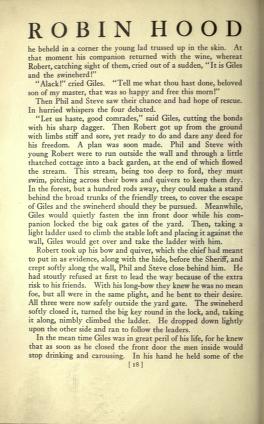 ROBIN HOOD
he beheld in a corner the young lad trussed up in the skin. At
that moment his companion returned with the wine, whereat
Robert, catching sight of them, cried out of a sudden, "It is Giles
and the swineherd!"
"Alack!" cried Giles. "Tell me what thou hast done, beloved
son of my master, that was so happy and free this morn!"
Then Phil and Steve saw their chance and had hope of rescue.
In hurried whispers the four debated.
"Let us haste, good comrades," said Giles, cutting the bonds
with his sharp dagger. Then Robert got up from the ground
with limbs stiff and sore, yet ready to do and dare any deed for
his freedom. A plan was soon made. Phil and Steve with
young Robert were to run outside the wall and through a little
thatched cottage into a back garden, at the end of which flowed
the stream. This stream, being too deep to ford, they must
swim, pitching across their bows and quivers to keep them dry.
In the forest, but a hundred rods away, they could make a stand
behind the broad trunks of the friendly trees, to cover the escape
of Giles and the swineherd should they be pursued. Meanwhile,
Giles would quietly fasten the inn front door while his com-
panion locked the big oak gates of the yard. Then, taking a
light ladder used to climb the stable loft and placing it against the
wall, Giles would get over and take the ladder with him.
Robert took up his bow and quiver, which the chief had meant
to put in as evidence, along with the hide, before the Sheriff, and
crept softly along the wall, Phil and Steve close behind him. He
had stoutly refused at first to lead the way because of the extra
risk to his friends. With his long-bow they knew he was no mean
foe, but all were in the same plight, and he bent to their desire.
All three were now safely outside the yard gate. The swineherd
softly closed it, turned the big key round in the lock, and, taking
it along, nimbly climbed the ladder. He dropped down lightly
upon the other side and ran to follow the leaders.
In the mean time Giles was in great peril of his life, for he knew
that as soon as he closed the front door the men inside would
stop drinking and carousing. In his hand he held some of the
[ 18 ]